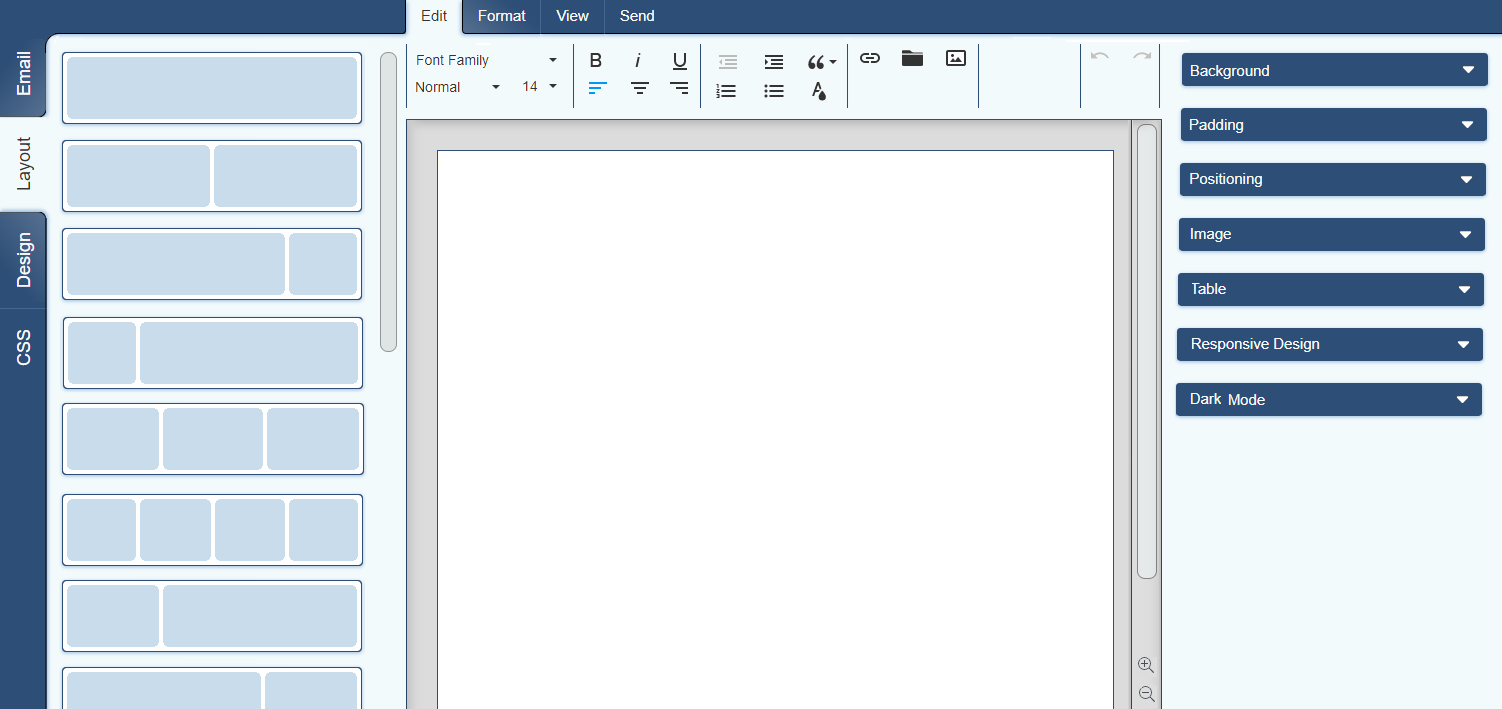 Edit Format View Send
Email
Layout
Design
CSS
Font Family
Normal 14
B i U
Background
Padding
Positioning
Image
Table
Responsive Design
Dark Mode